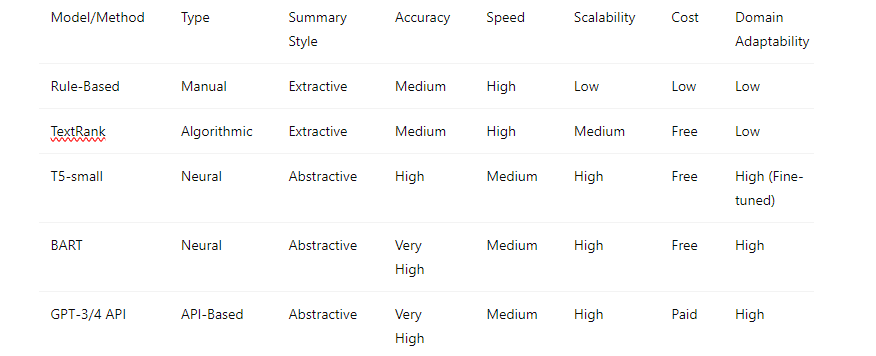 Model/Method Type Summary Style Accuracy Speed Scalability Cost Domain Adaptability
Rule-Based Manual Extractive Medium High Low Low Low
TextRank Algorithmic Extractive Medium High Medium Free Low
T5-small Neural Abstractive High Medium High Free High (Fine-tuned)
BART Neural Abstractive Very High Medium High Free High
GPT-3/4 API API-Based Abstractive Very High Medium High Paid High